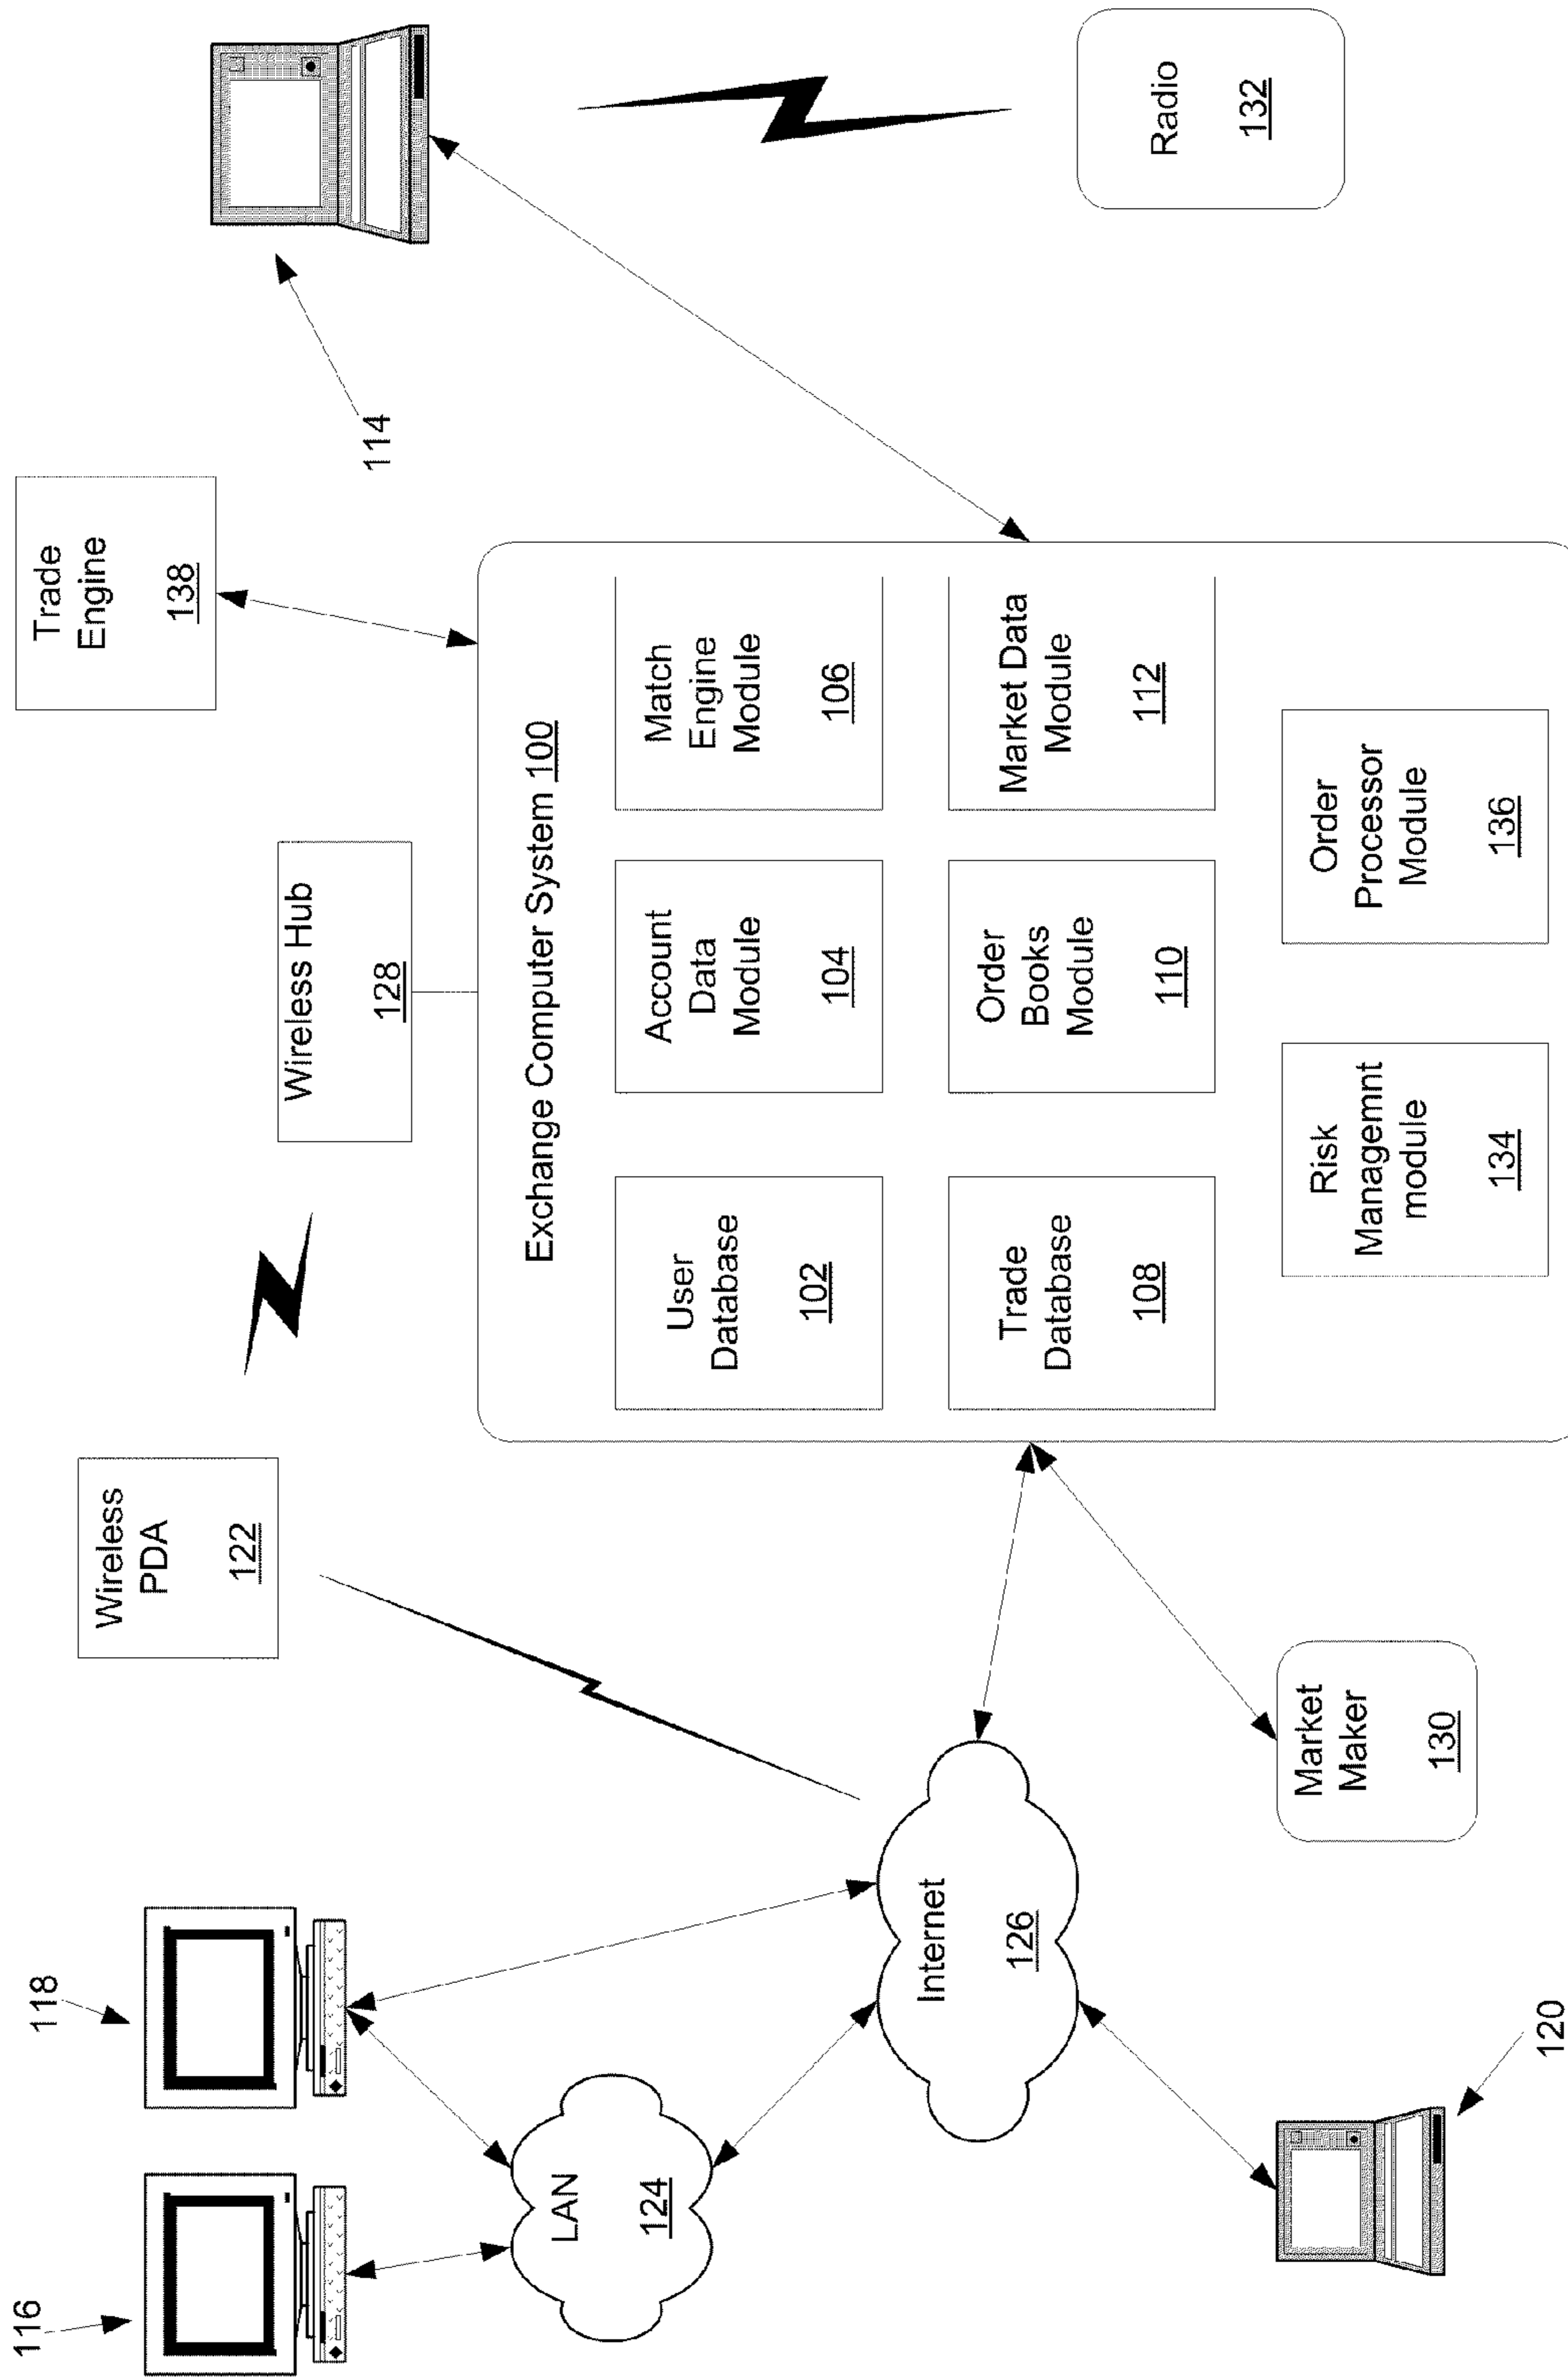 116
118
Wireless
PDA
122
Wireless Hub
128
Trade
Engine
138
114
LAN
124
Internet
126
Exchange Computer System 100
User
Database
102
Account
Data
Module
104
Match
Engine
Module
106
Trade
Database
108
Order
Books
Module
110
Market Data
Module
112
Risk
Managemnt
module
134
Order
Processor
Module
136
Radio
132
120
Market
Maker
130